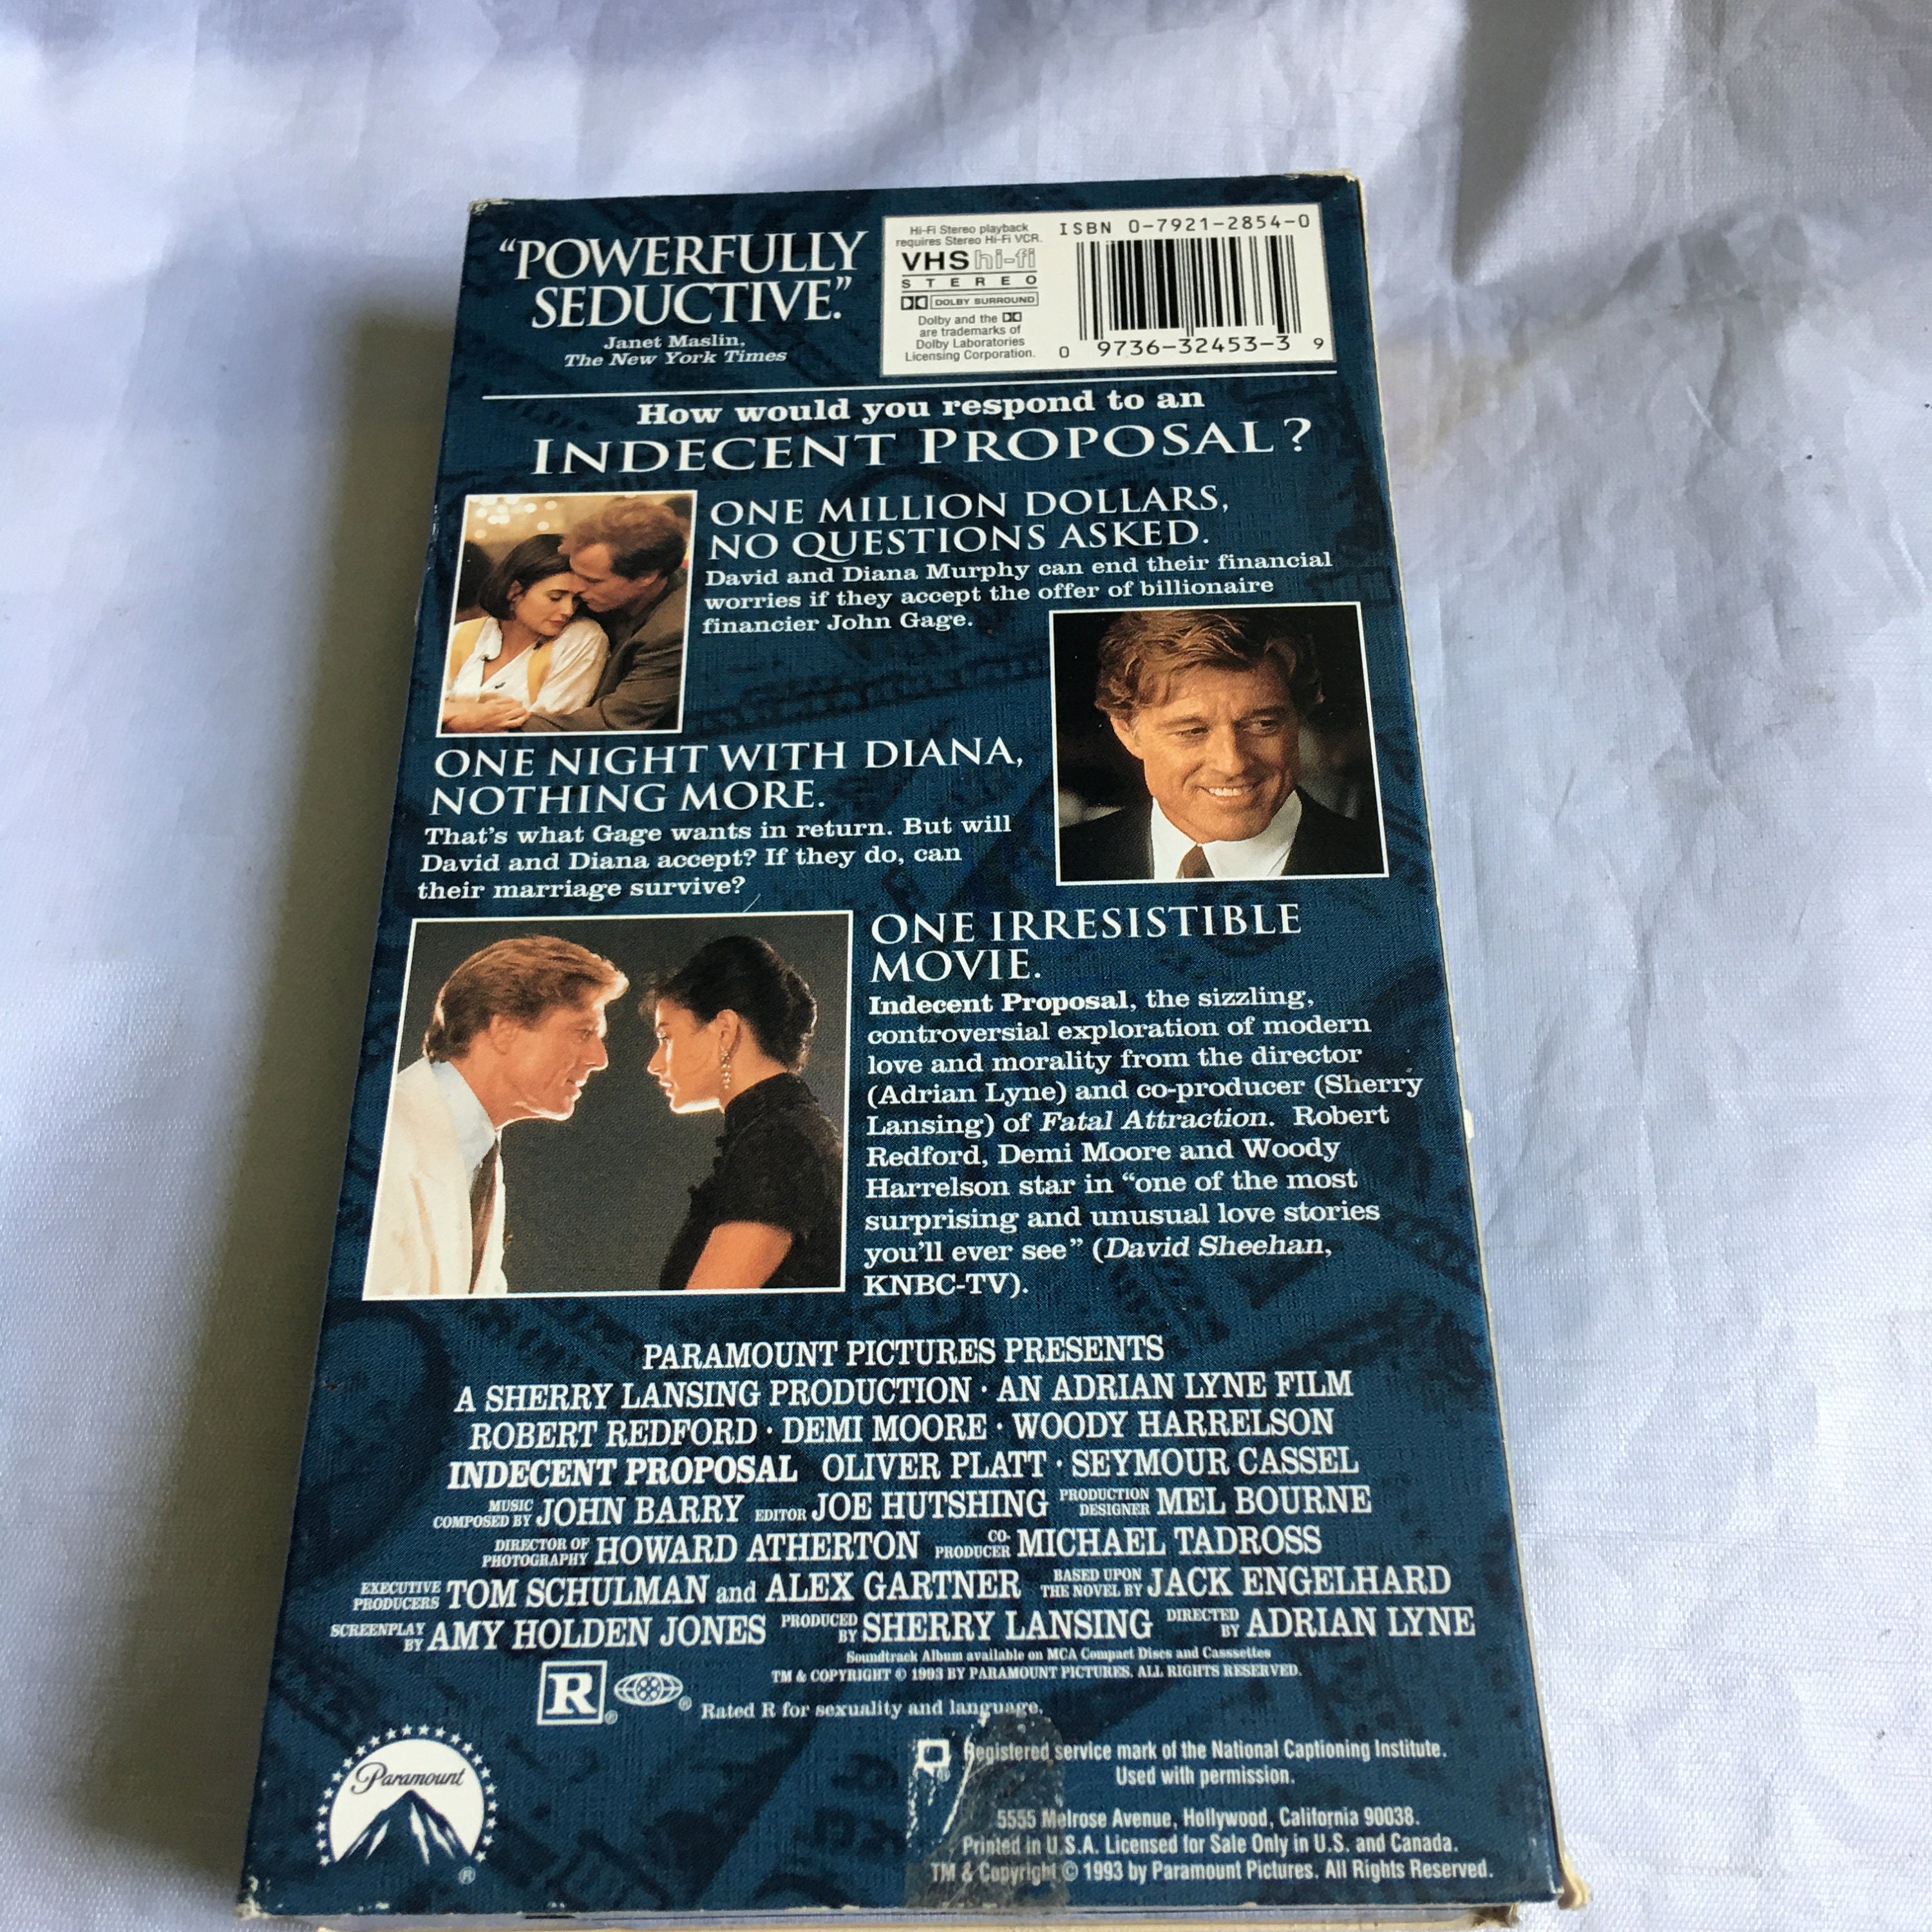 “POWERFULLY
SEDUCTIVE.”
Janet Maslin,
The New York Times
Hi-Fi Stereo playback
requires Stereo Hi-Fi VCR.
VHS hi-fi
STEREO
DOLBY SURROUND
Dolby and the
are trademarks of
Dolby Laboratories
Licensing Corporation.
ISBN 0-7921-2854-0
0 9736-32453-3 9
How would you respond to an
INDECENT PROPOSAL?
ONE MILLION DOLLARS,
NO QUESTIONS ASKED.
David and Diana Murphy can end their financial
worries if they accept the offer of billionaire
financier John Gage.
ONE NIGHT WITH DIANA,
NOTHING MORE.
That's what Gage wants in return. But will
David and Diana accept? If they do, can
their marriage survive?
ONE IRRESISTIBLE
MOVIE.
Indecent Proposal, the sizzling,
controversial exploration of modern
love and morality from the director
(Adrian Lyne) and co-producer (Sherry
Lansing) of Fatal Attraction. Robert
Redford, Demi Moore and Woody
Harrelson star in “one of the most
surprising and unusual love stories
you'll ever see” (David Sheehan,
KNBC-TV).
PARAMOUNT PICTURES PRESENTS
A SHERRY LANSING PRODUCTION · AN ADRIAN LYNE FILM
ROBERT REDFORD · DEMI MOORE · WOODY HARRELSON
INDECENT PROPOSAL OLIVER PLATT · SEYMOUR CASSEL
MUSIC COMPOSED BY JOHN BARRY EDITOR JOE HUTSHING PRODUCTION DESIGNER MEL BOURNE
DIRECTOR OF PHOTOGRAPHY HOWARD ATHERTON CO-PRODUCER MICHAEL TADROSS
EXECUTIVE PRODUCERS TOM SCHULMAN and ALEX GARTNER BASED UPON THE NOVEL BY JACK ENGELHARD
SCREENPLAY BY AMY HOLDEN JONES PRODUCED BY SHERRY LANSING DIRECTED BY ADRIAN LYNE
Soundtrack Album available on MCA Compact Discs and Casssettes
TM & COPYRIGHT © 1993 BY PARAMOUNT PICTURES. ALL RIGHTS RESERVED.
R ® ® Rated R for sexuality and language.
Paramount ®
® Registered service mark of the National Captioning Institute.
Used with permission.
5555 Melrose Avenue, Hollywood, California 90038.
Printed in U.S.A. Licensed for Sale Only in U.S. and Canada.
TM & Copyright © 1993 by Paramount Pictures. All Rights Reserved.